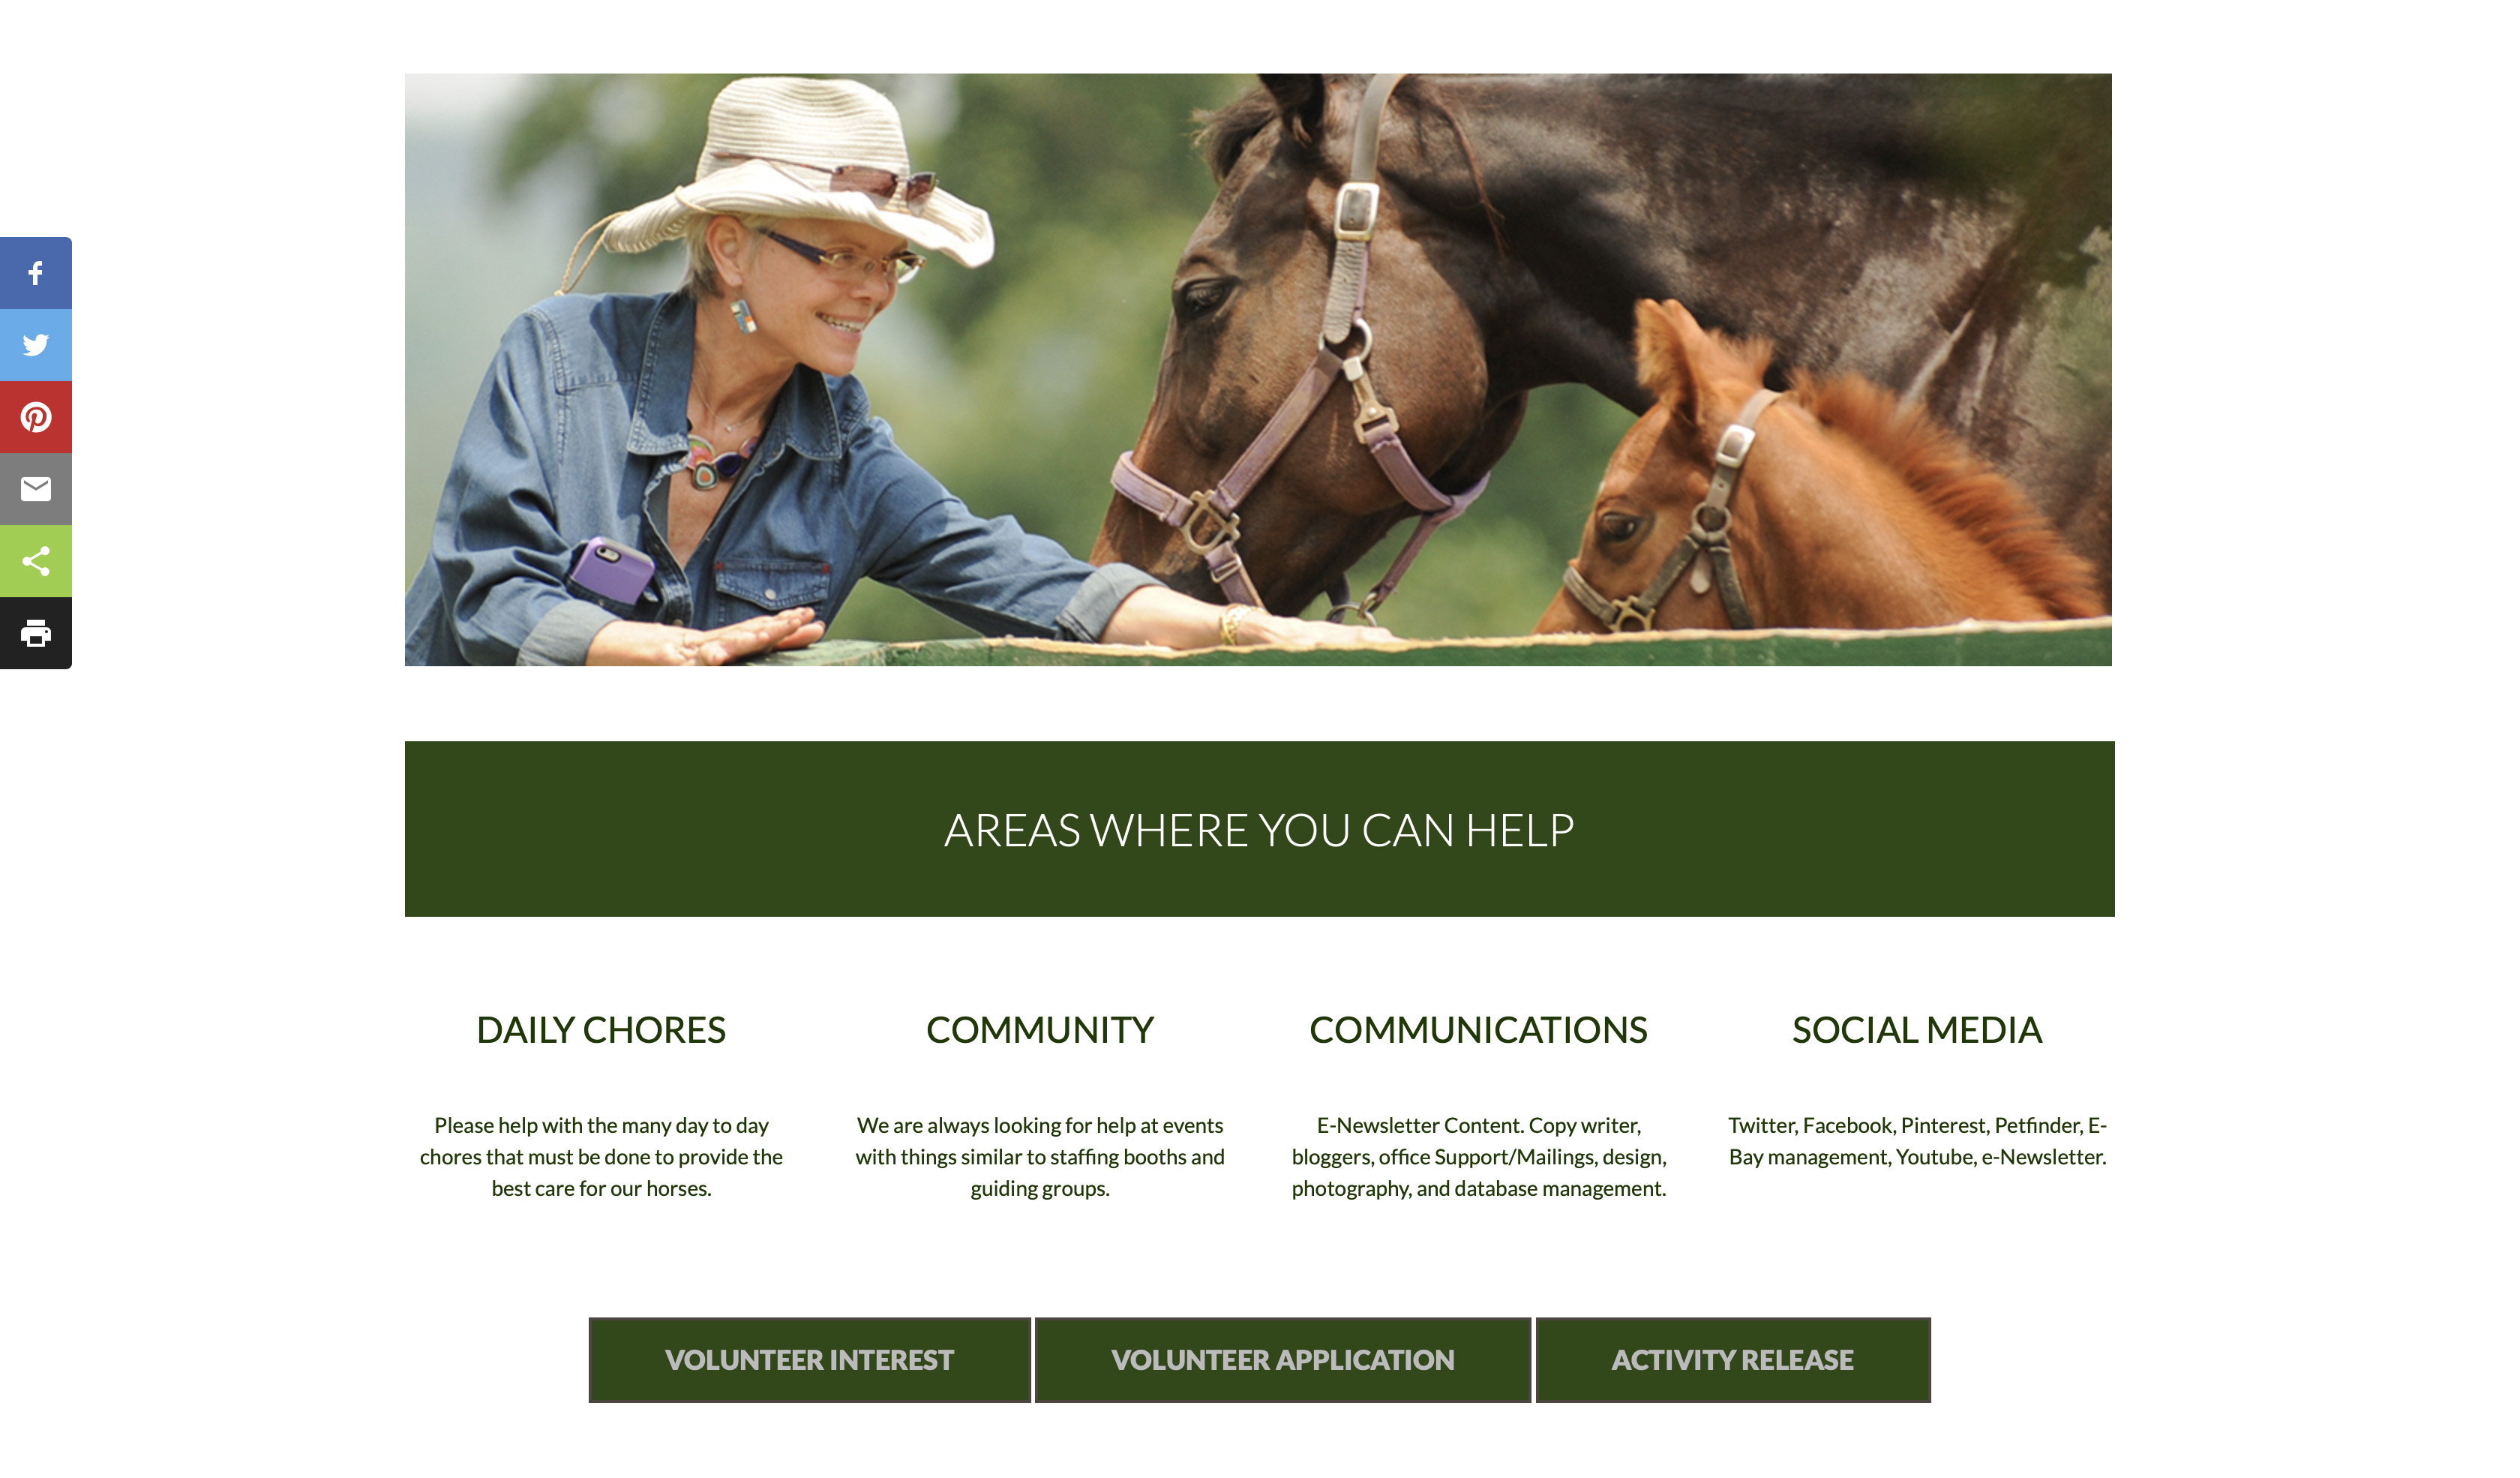 AREAS WHERE YOU CAN HELP
DAILY CHORES
Please help with the many day to day
chores that must be done to provide the
best care for our horses.
COMMUNITY
We are always looking for help at events
with things similar to staffing booths and
guiding groups.
COMMUNICATIONS
E-Newsletter Content. Copy writer,
bloggers, office Support/Mailings, design,
photography, and database management.
SOCIAL MEDIA
Twitter, Facebook, Pinterest, Petfinder, E-
Bay management, Youtube, e-Newsletter.
VOLUNTEER INTEREST
VOLUNTEER APPLICATION
ACTIVITY RELEASE